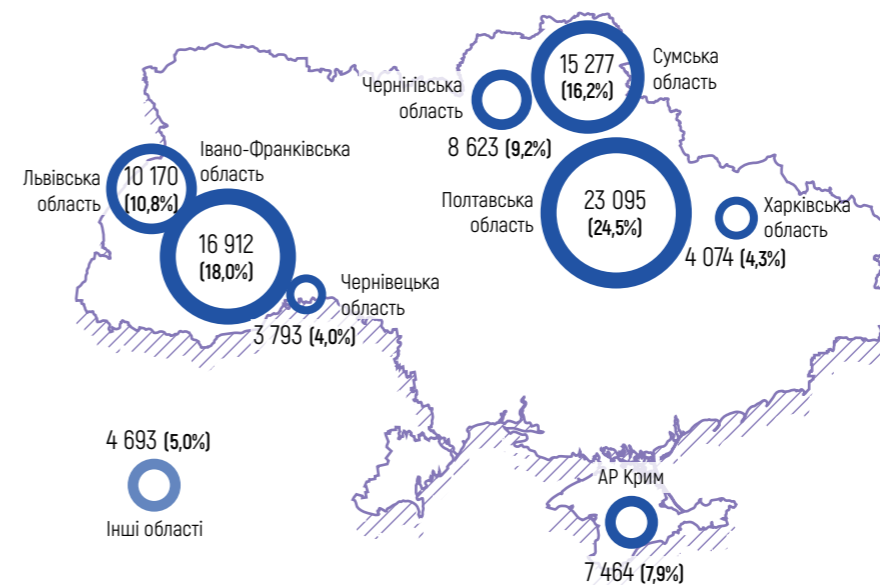 15 277
(16,2%)
Сумська
область
Чернігівська
область
8 623 (9,2%)
Івано-Франківська
область
Львівська
область
10 170
(10,8%)
16 912
(18,0%)
Полтавська
область
23 095
(24,5%)
Харківська
область
4 074 (4,3%)
Чернівецька
область
3 793 (4,0%)
4 693 (5,0%)
Інші області
АР Крим
7 464 (7,9%)